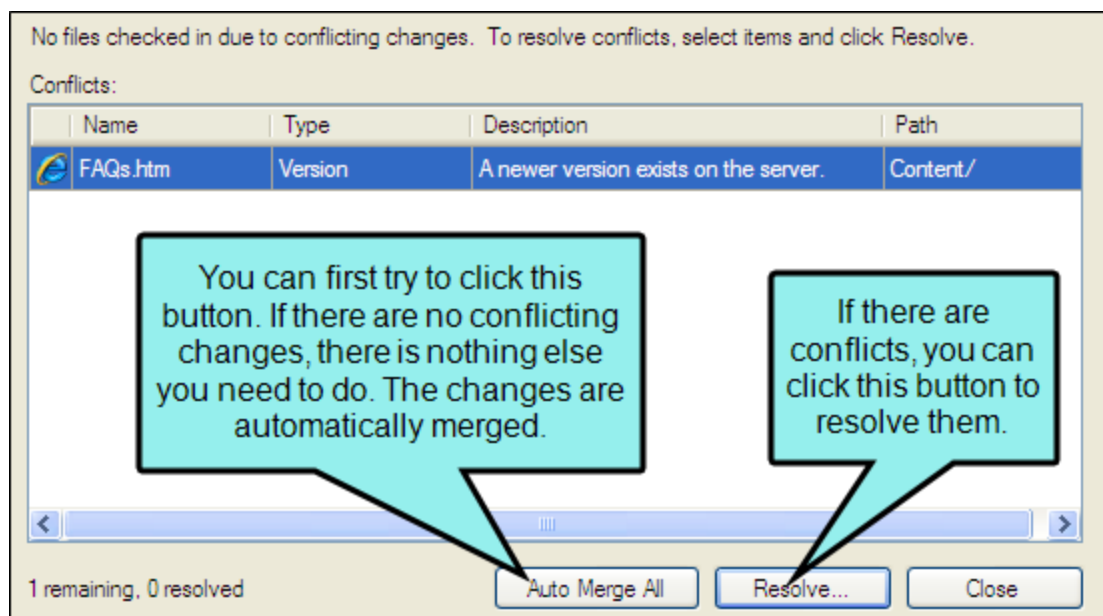 No files checked in due to conflicting changes.  To resolve conflicts, select items and click Resolve.
Conflicts:
Name Type Description Path
FAQs.htm Version A newer version exists on the server. Content/
You can first try to click this
button. If there are no conflicting
changes, there is nothing else
you need to do. The changes are
automatically merged.
If there are
conflicts, you can
click this button to
resolve them.
1 remaining, 0 resolved
Auto Merge All Resolve... Close